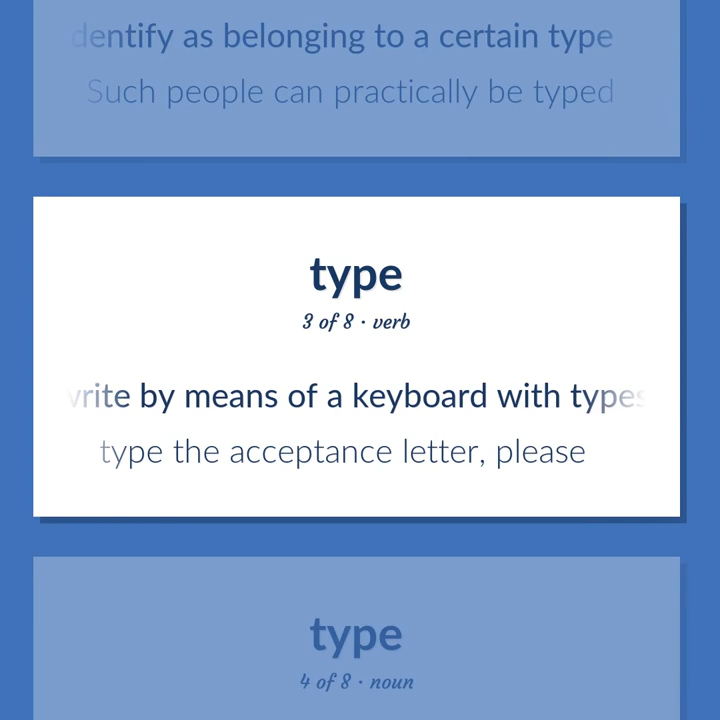 dentify as belonging to a certain type
Such people can practically be typed
type
3 of 8 · verb
write by means of a keyboard with types
type the acceptance letter, please
type
4 of 8 · noun